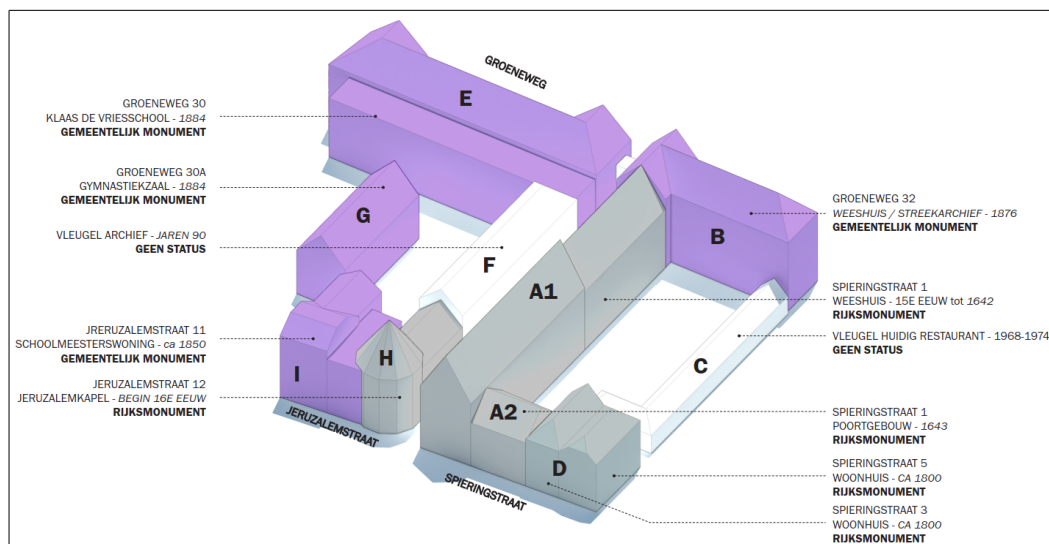 GROENEWEG
E
GROENEWEG 30
KLAAS DE VRIESSCHOOL - 1884
GEMEENTELIJK MONUMENT
GROENEWEG 30A
GYMNASTIEKZAAL - 1884
GEMEENTELIJK MONUMENT
G
VLEUGEL ARCHIEF - JAREN 90
GEEN STATUS
F
A1
B
GROENEWEG 32
WEESHUIS / STREEKARCHIEF - 1876
GEMEENTELIJK MONUMENT
SPIERINGSTRAAT 1
WEESHUIS - 15E EEUW tot 1642
RIJKSMONUMENT
VLEUGEL HUIDIG RESTAURANT - 1968-1974
GEEN STATUS
C
JRERUZALEMSTRAAT 11
SCHOOLMEESTERSWONING - ca 1850
GEMEENTELIJK MONUMENT
H
I
JERUZALEMSTRAAT 12
JERUZALEMKAPEL - BEGIN 16E EEUW
RIJKSMONUMENT
JERUZALEMSTRAAT
A2
D
SPIERINGSTRAAT
SPIERINGSTRAAT 1
POORTGEBOUW - 1643
RIJKSMONUMENT
SPIERINGSTRAAT 5
WOONHUIS - CA 1800
RIJKSMONUMENT
SPIERINGSTRAAT 3
WOONHUIS - CA 1800
RIJKSMONUMENT